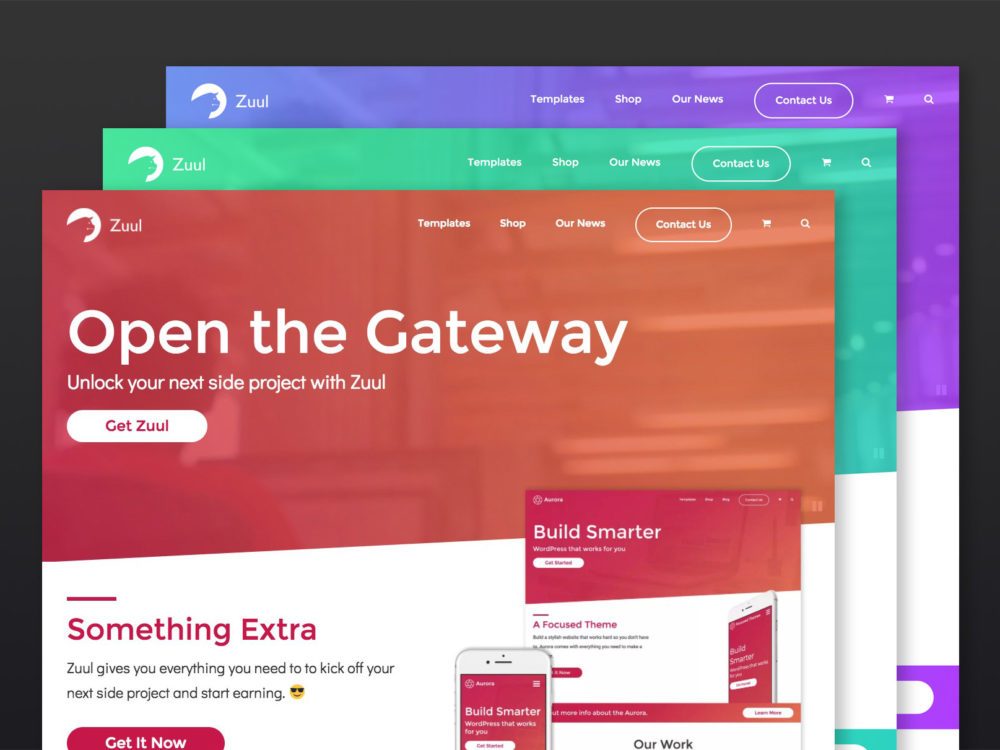 Zuul
Templates
Shop
Our News
Contact Us
Zuul
Templates
Shop
Our News
Contact Us
Zuul
Templates
Shop
Our News
Contact Us
Open the Gateway
Unlock your next side project with Zuul
Get Zuul
Something Extra
Zuul gives you everything you need to to kick off your
next side project and start earning. 😎
Get It Now
Aurora
Templates
Shop
Blog
Contact Us
Build Smarter
WordPress that works for you
Get Started
A Focused Theme
Build a stylish website that works hard so you don't have
to. Aurora comes with everything you need to make a
It Now
out more info about the Aurora.
Learn More
Our Work
Aurora
Build Smarter
WordPress that works
for you
Get Started
Focused Theme
Build
Smarter
WordPress that works
for you